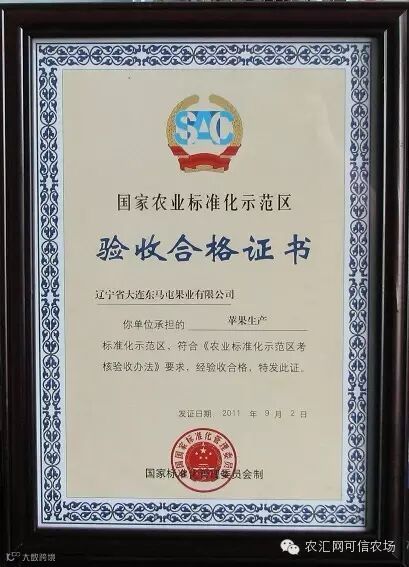 SAC
国家农业标准化示范区
验收合格证书
辽宁省大连东马屯果业有限公司
你单位承担的 苹果生产
标准化示范区，符合《农业标准化示范区考
核验收办法》要求，经验收合格，特发此证。
发证日期：2011 年 9 月 2 日
国家标准化管理委员会制
农汇网可信农场
大数跨境